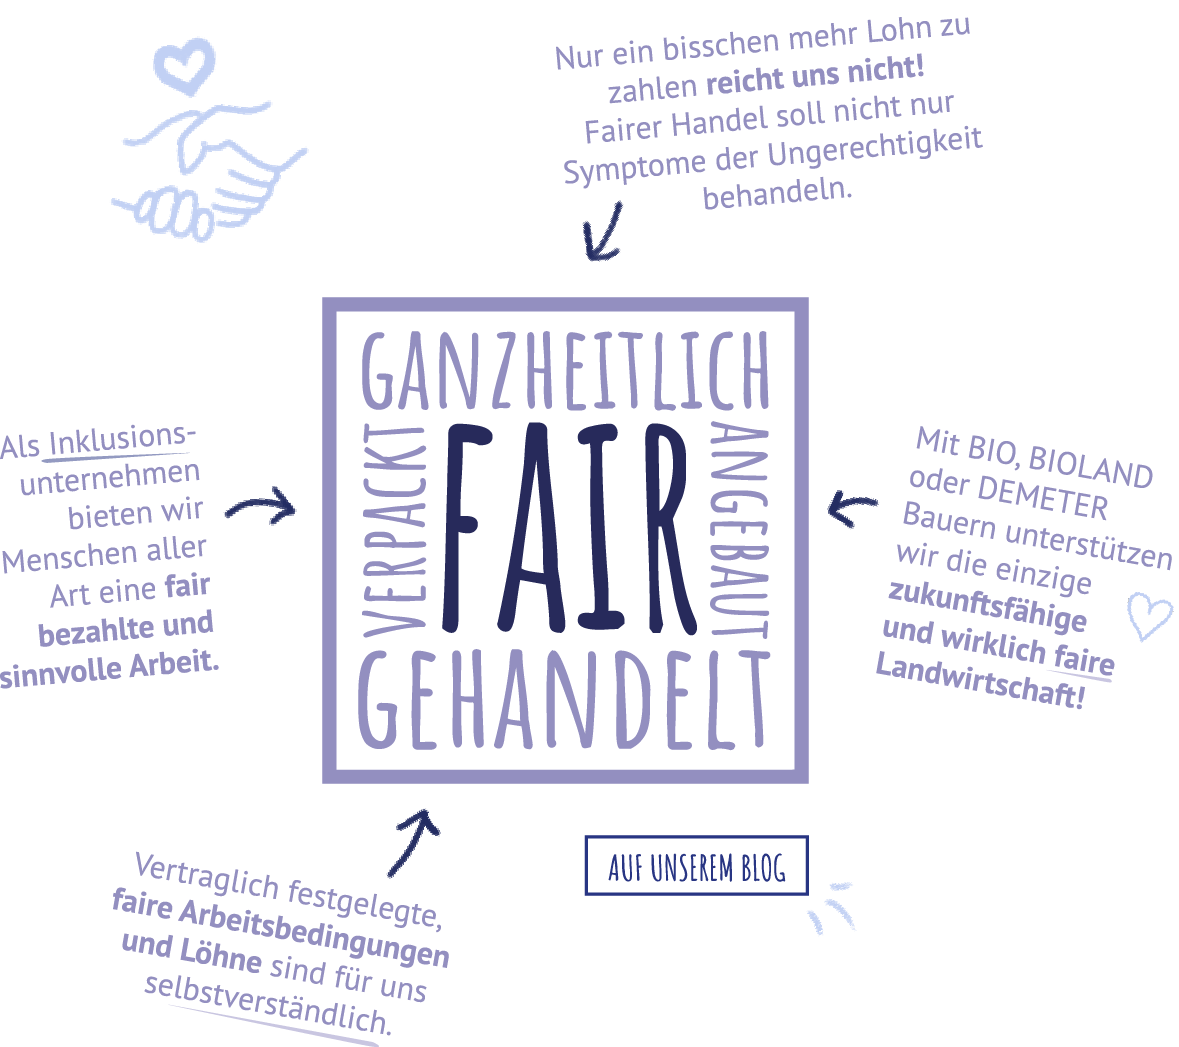 Nur ein bisschen mehr Lohn zu
zahlen reicht uns nicht!
Fairer Handel soll nicht nur
Symptome der Ungerechtigkeit
behandeln.
GANZHEITLICH
VERPACKT
FAIR
ANGEBAUT
GEHANDELT
Als Inklusions-
unternehmen
bieten wir
Menschen aller
Art eine fair
bezahlte und
sinnvolle Arbeit.
Mit BIO, BIOLAND
oder DEMETER
Bauern unterstützen
wir die einzige
zukunftsfähige
und wirklich faire
Landwirtschaft!
Vertraglich festgelegte,
faire Arbeitsbedingungen
und Löhne sind für uns
selbstverständlich.
AUF UNSEREM BLOG